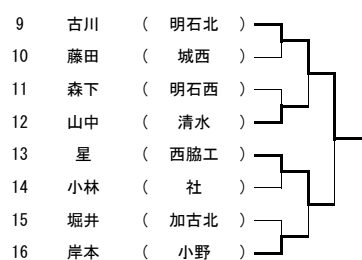 9 古川 ( 明石北 )
10 藤田 ( 城西 )
11 森下 ( 明石西 )
12 山中 ( 清水 )
13 星 ( 西脇工 )
14 小林 ( 社 )
15 堀井 ( 加古北 )
16 岸本 ( 小野 )